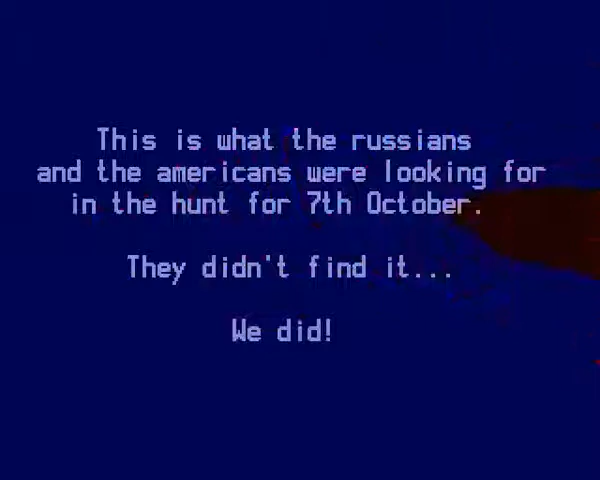 This is what the russians
and the americans were looking for
in the hunt for 7th October.
They didn't find it...
We did!